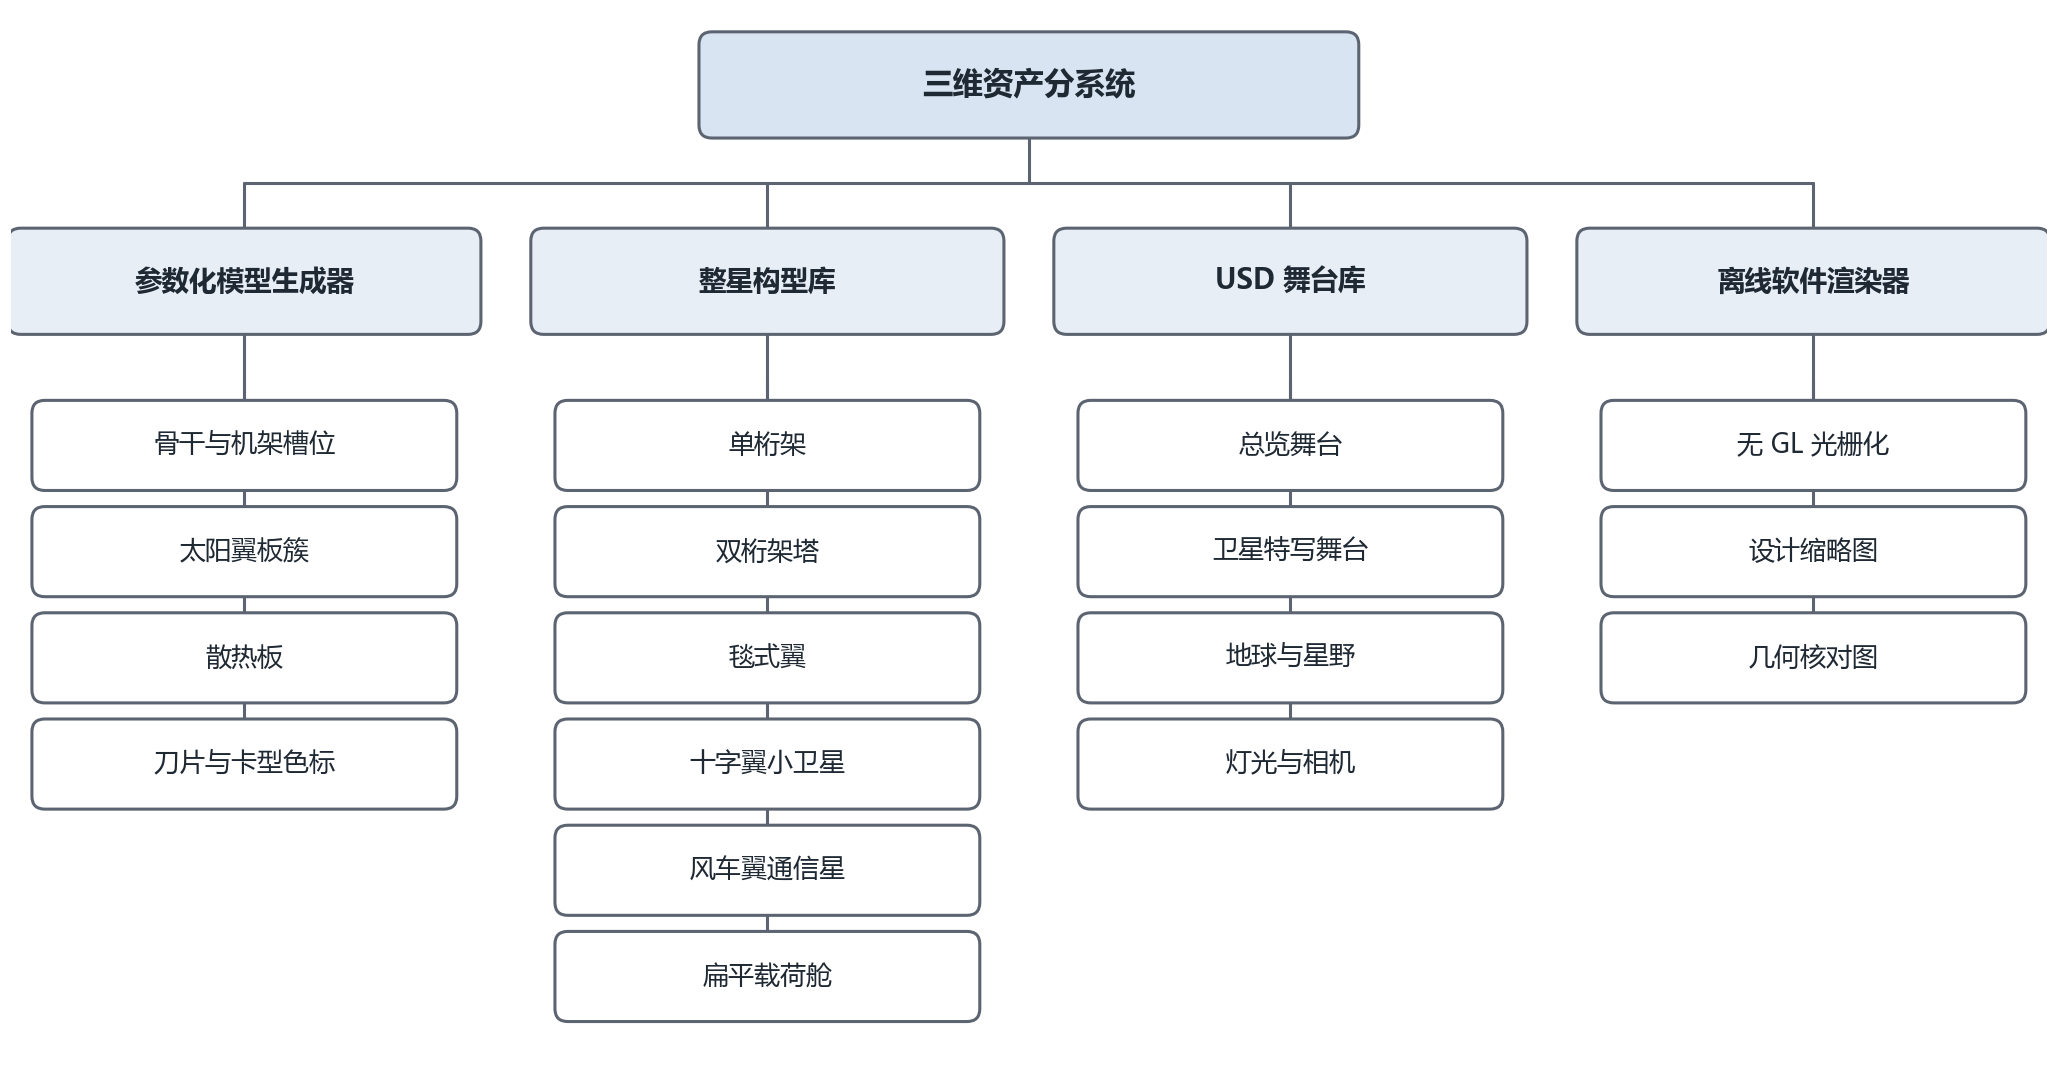 三维资产分系统
参数化模型生成器
整星构型库
USD 舞台库
离线软件渲染器
骨干与机架槽位
太阳翼板簇
散热板
刀片与卡型色标
单桁架
双桁架塔
毯式翼
十字翼小卫星
风车翼通信星
扁平载荷舱
总览舞台
卫星特写舞台
地球与星野
灯光与相机
无 GL 光栅化
设计缩略图
几何核对图